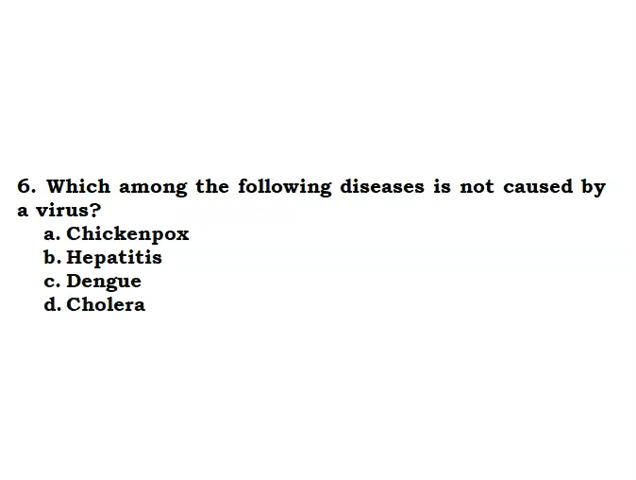 6. Which among the following diseases is not caused by
a virus?
a. Chickenpox
b. Hepatitis
c. Dengue
d. Cholera